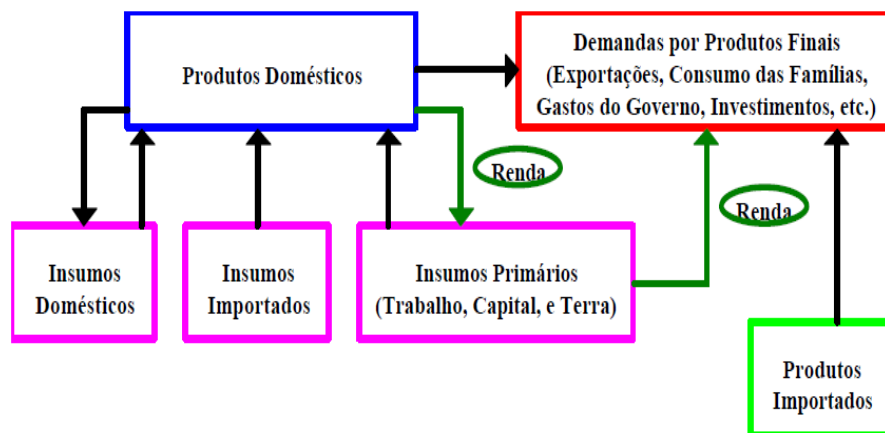 Produtos Domésticos
Demandas por Produtos Finais
(Exportações, Consumo das Famílias,
Gastos do Governo, Investimentos, etc.)
Renda
Renda
Insumos
Domésticos
Insumos
Importados
Insumos Primários
(Trabalho, Capital, e Terra)
Produtos
Importados